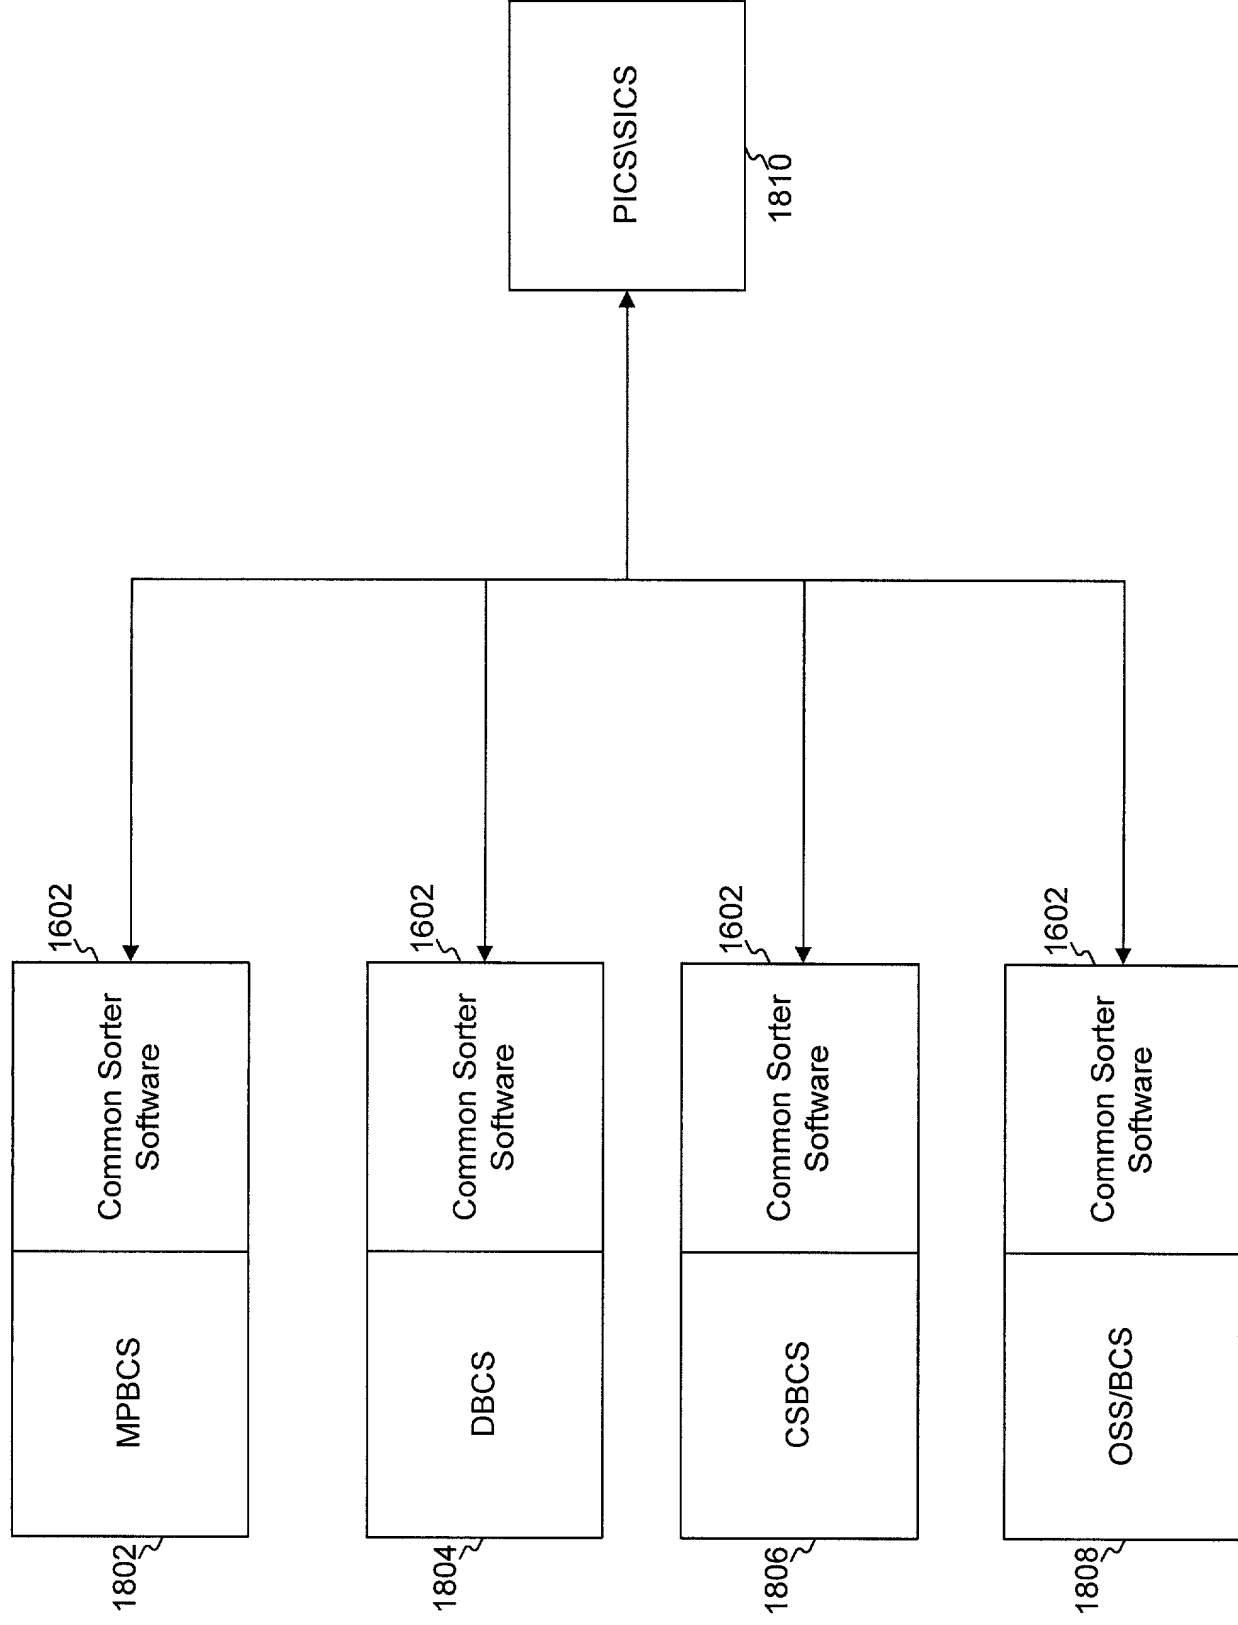 1802
MPBCS
Common Sorter
Software
1602
1804
DBCS
Common Sorter
Software
1602
1806
CSBCS
Common Sorter
Software
1602
1808
OSS/BCS
Common Sorter
Software
1602
PICS\SICS
1810